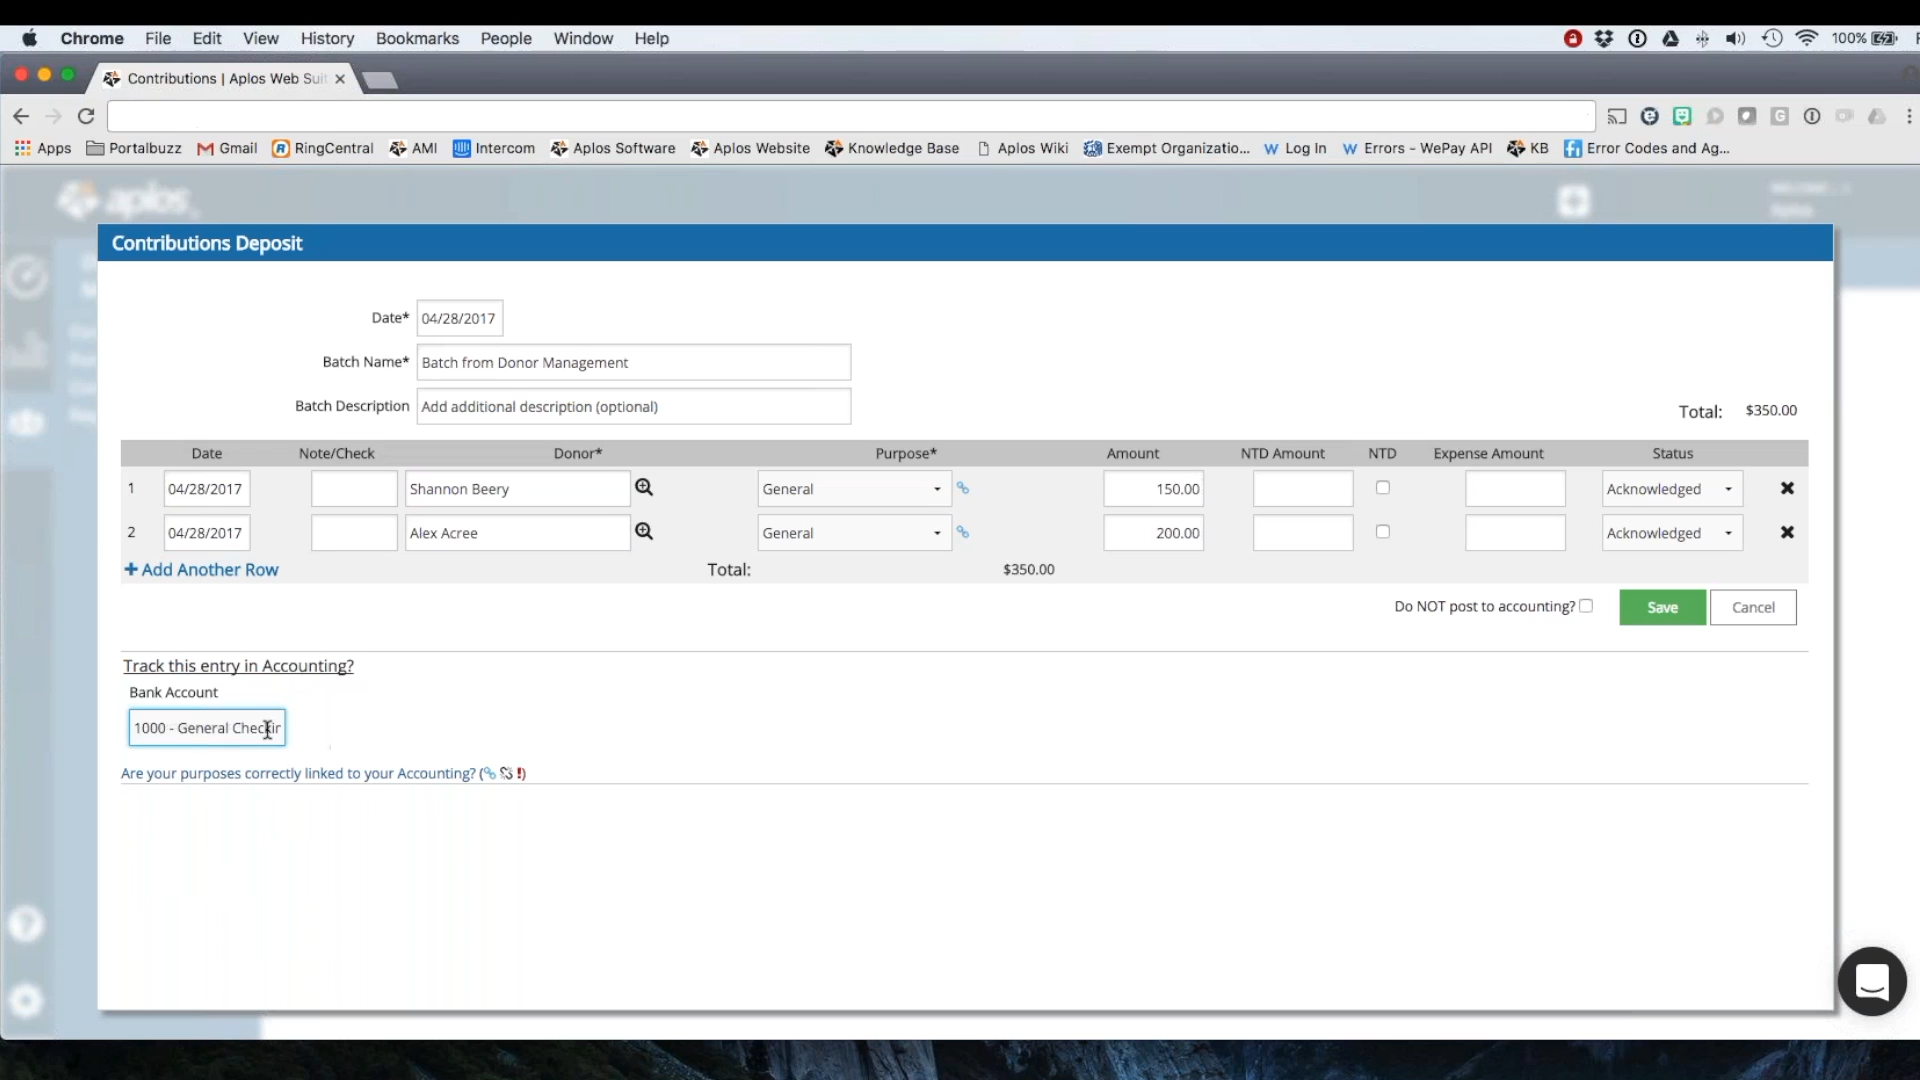 Chrome File Edit View History Bookmarks People Window Help 100%
Contributions | Aplos Web Suit
Apps Portalbuzz Gmail RingCentral AMI Intercom Aplos Software Aplos Website Knowledge Base Aplos Wiki Exempt Organizatio... Log In Errors - WePay API KB Error Codes and Ag...
aplos
Contributions Deposit
Date* 04/28/2017
Batch Name* Batch from Donor Management
Batch Description Add additional description (optional)
Total: $350.00
Date Note/Check Donor* Purpose* Amount NTD Amount NTD Expense Amount Status
1 04/28/2017 Shannon Beery General 150.00 Acknowledged
2 04/28/2017 Alex Acree General 200.00 Acknowledged
+ Add Another Row Total: $350.00
Do NOT post to accounting? Save Cancel
Track this entry in Accounting?
Bank Account
1000 - General Checkin
Are your purposes correctly linked to your Accounting? ( !)